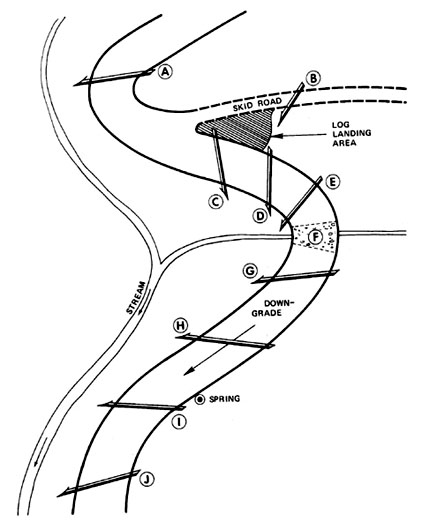 A
B
SKID ROAD
LOG
LANDING
AREA
C
D
E
F
G
STREAM
DOWN-
GRADE
H
SPRING
I
J